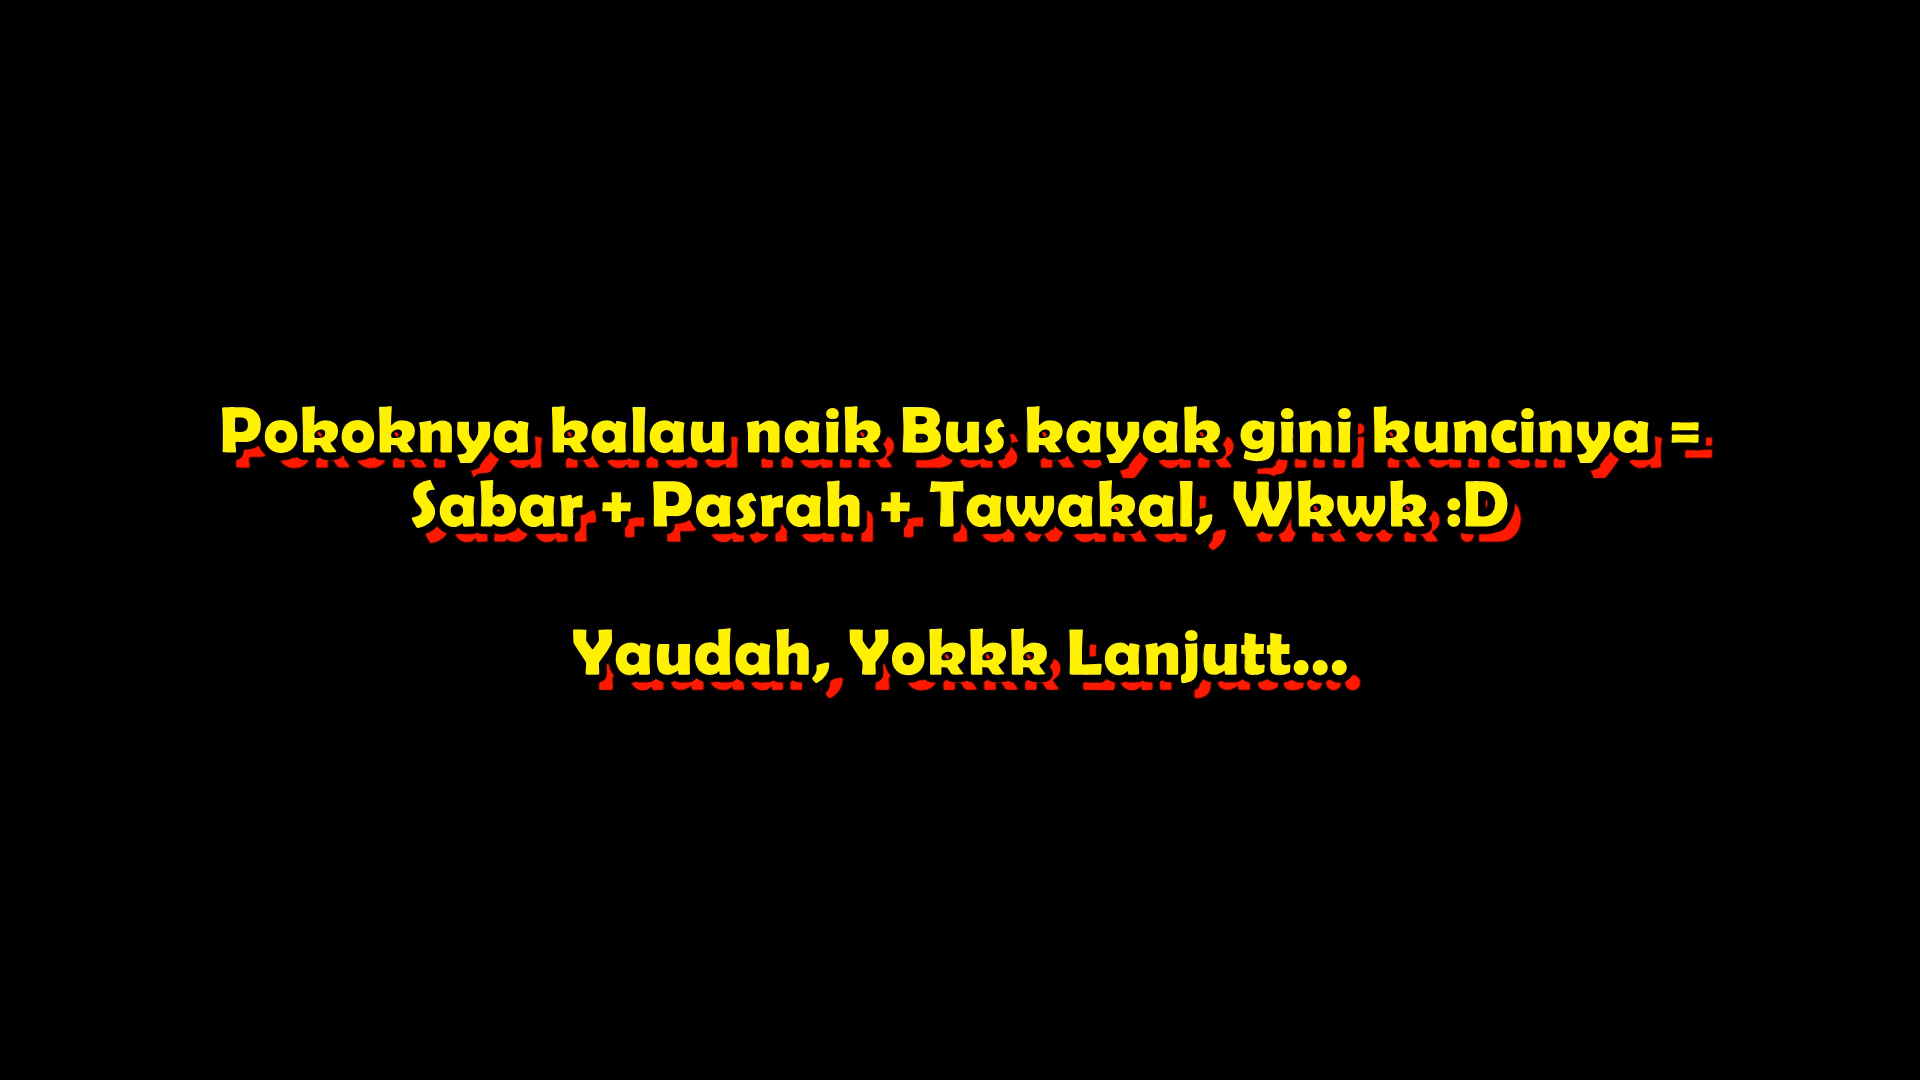 Pokoknya kalau naik Bus kayak gini kuncinya =
Sabar + Pasrah + Tawakal, Wkwk :D
Yaudah, Yokkk Lanjutt...